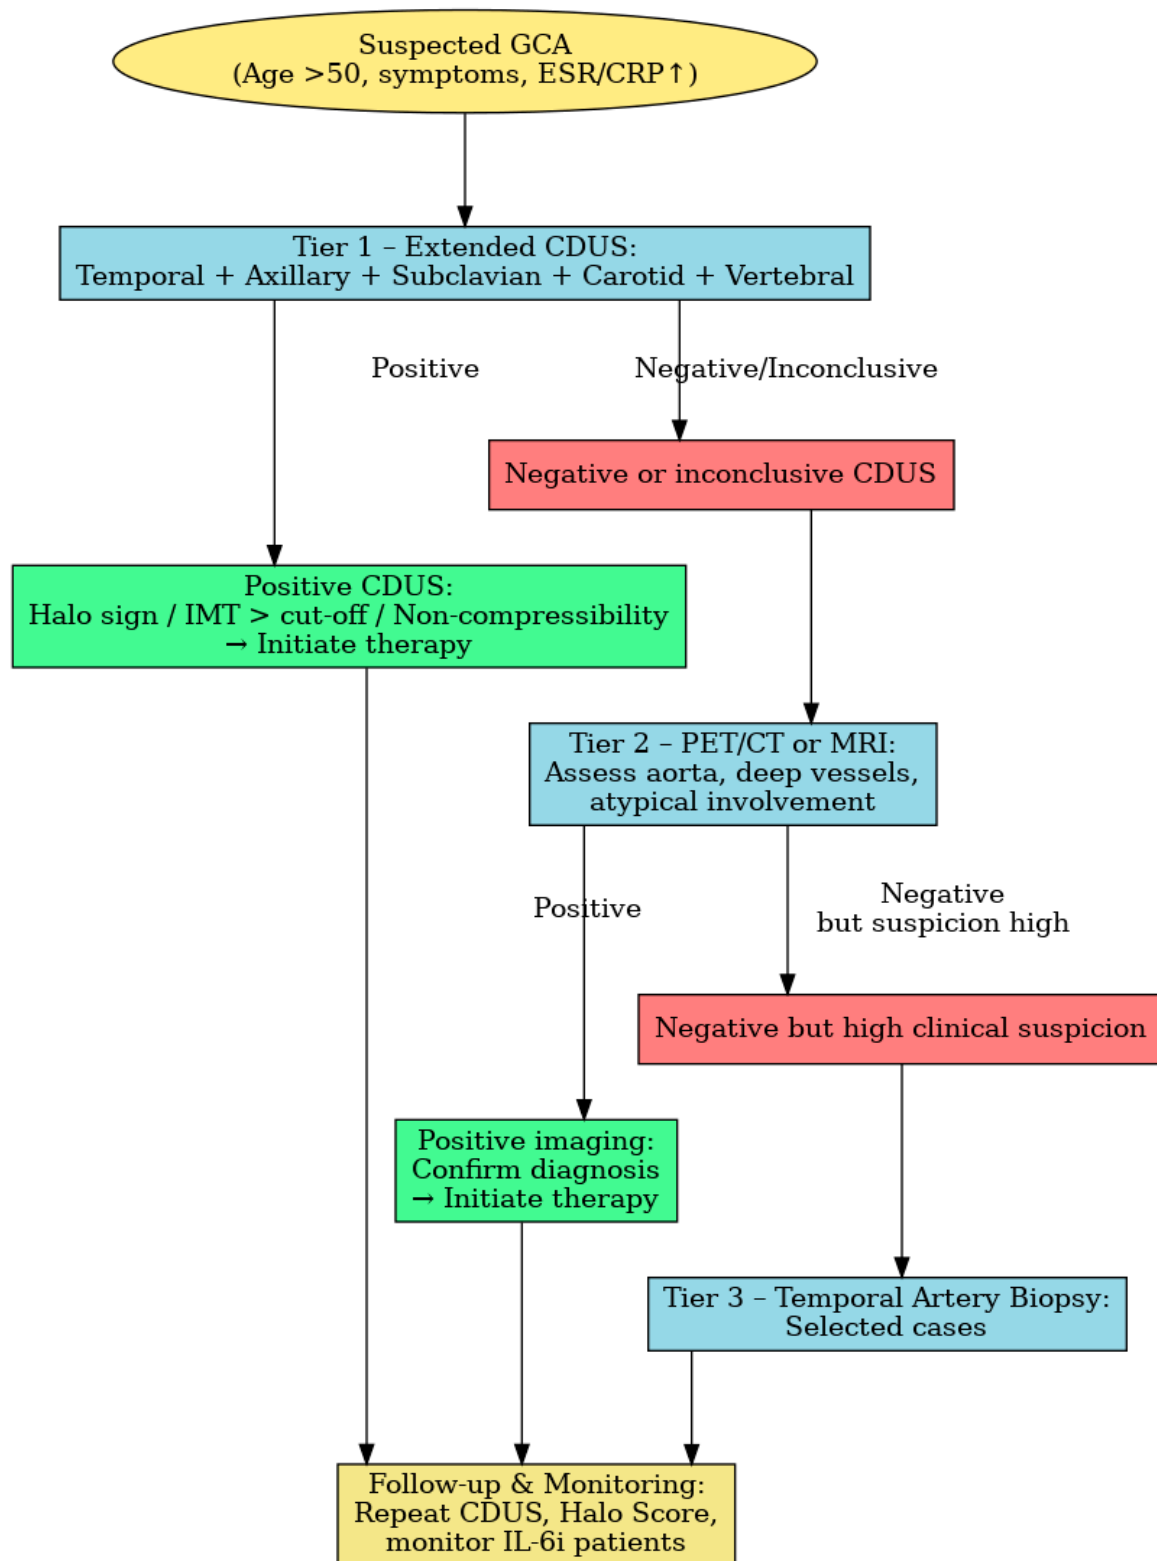 Suspected GCA
(Age >50, symptoms, ESR/CRP↑)
Tier 1 – Extended CDUS:
Temporal + Axillary + Subclavian + Carotid + Vertebral
Positive
Negative/Inconclusive
Negative or inconclusive CDUS
Positive CDUS:
Halo sign / IMT > cut-off / Non-compressibility
→ Initiate therapy
Tier 2 – PET/CT or MRI:
Assess aorta, deep vessels,
atypical involvement
Positive
Negative
but suspicion high
Negative but high clinical suspicion
Positive imaging:
Confirm diagnosis
→ Initiate therapy
Tier 3 – Temporal Artery Biopsy:
Selected cases
Follow-up & Monitoring:
Repeat CDUS, Halo Score,
monitor IL-6i patients